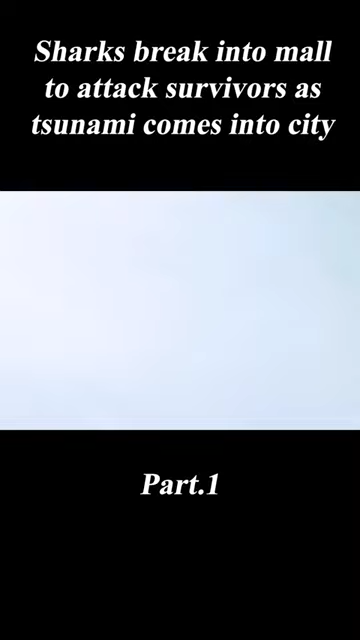 Sharks break into mall
to attack survivors as
tsunami comes into city
Part.1